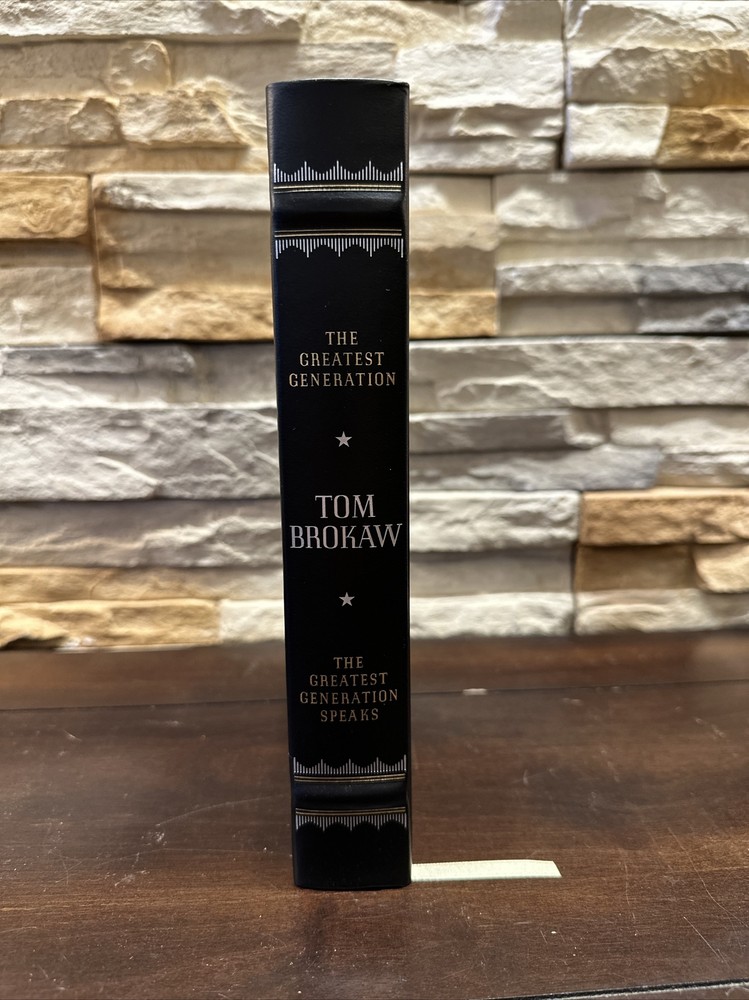 THE
GREATEST
GENERATION
TOM
BROKAW
THE
GREATEST
GENERATION
SPEAKS